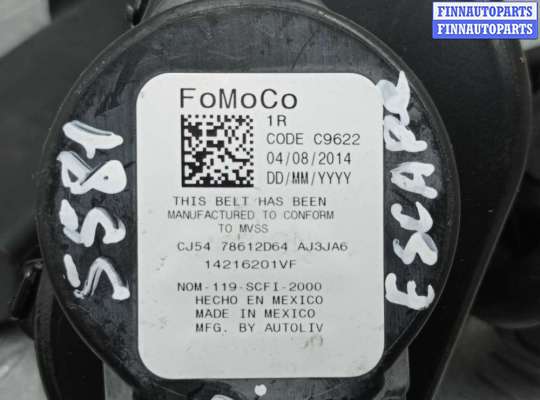 FINNAUTOPARTS
FINNAUTOPARTS
FoMoCo
1R
CODE C9622
04/08/2014
DD/MM/YYYY
THIS BELT HAS BEEN
MANUFACTURED TO CONFORM
TO MVSS
CJ54 78612D64 AJ3JA6
14216201VF
NOM-119-SCFI-2000
HECHO EN MEXICO
MADE IN MEXICO
MFG. BY AUTOLIV
5581
ESCAPE